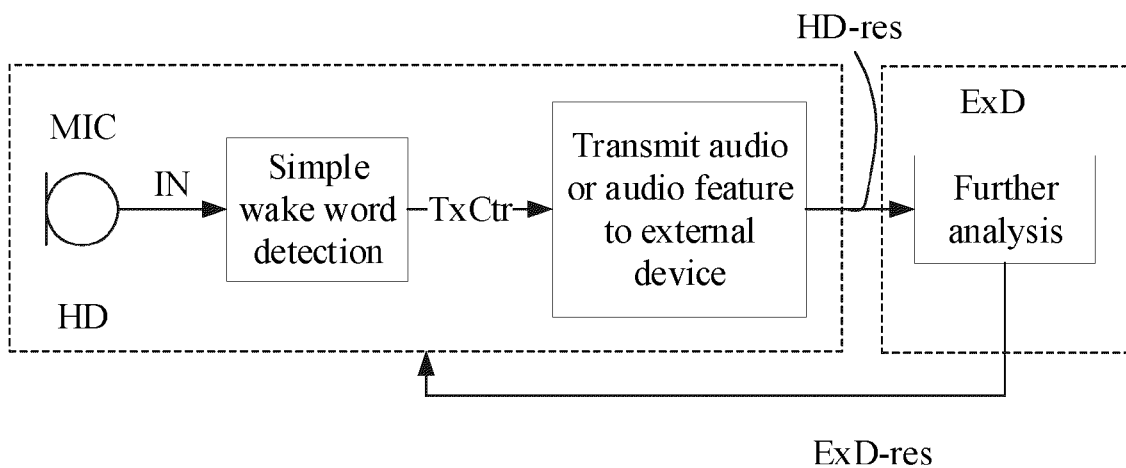 HD-res
MIC
IN
HD
Simple
wake word
detection
TxCtr
Transmit audio
or audio feature
to external
device
ExD
Further
analysis
ExD-res